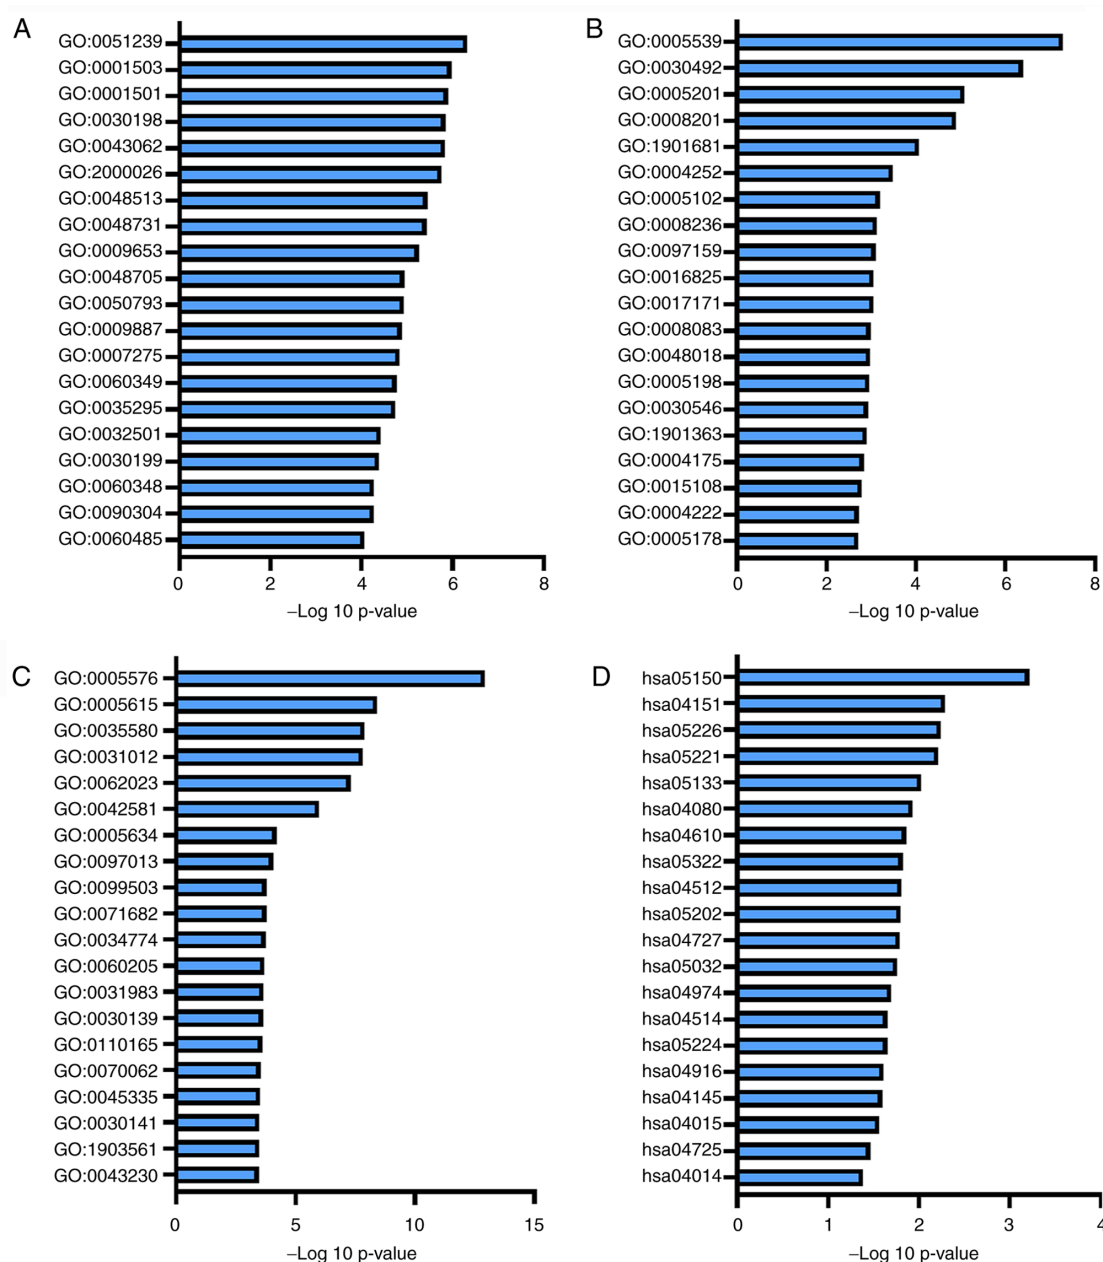 A
GO:0051239
GO:0001503
GO:0001501
GO:0030198
GO:0043062
GO:2000026
GO:0048513
GO:0048731
GO:0009653
GO:0048705
GO:0050793
GO:0009887
GO:0007275
GO:0060349
GO:0035295
GO:0032501
GO:0030199
GO:0060348
GO:0090304
GO:0060485
0 2 4 6 8
–Log 10 p-value
B
GO:0005539
GO:0030492
GO:0005201
GO:0008201
GO:1901681
GO:0004252
GO:0005102
GO:0008236
GO:0097159
GO:0016825
GO:0017171
GO:0008083
GO:0048018
GO:0005198
GO:0030546
GO:1901363
GO:0004175
GO:0015108
GO:0004222
GO:0005178
0 2 4 6 8
–Log 10 p-value
C
GO:0005576
GO:0005615
GO:0035580
GO:0031012
GO:0062023
GO:0042581
GO:0005634
GO:0097013
GO:0099503
GO:0071682
GO:0034774
GO:0060205
GO:0031983
GO:0030139
GO:0110165
GO:0070062
GO:0045335
GO:0030141
GO:1903561
GO:0043230
0 5 10 15
–Log 10 p-value
D
hsa05150
hsa04151
hsa05226
hsa05221
hsa05133
hsa04080
hsa04610
hsa05322
hsa04512
hsa05202
hsa04727
hsa05032
hsa04974
hsa04514
hsa05224
hsa04916
hsa04145
hsa04015
hsa04725
hsa04014
0 1 2 3 4
–Log 10 p-value